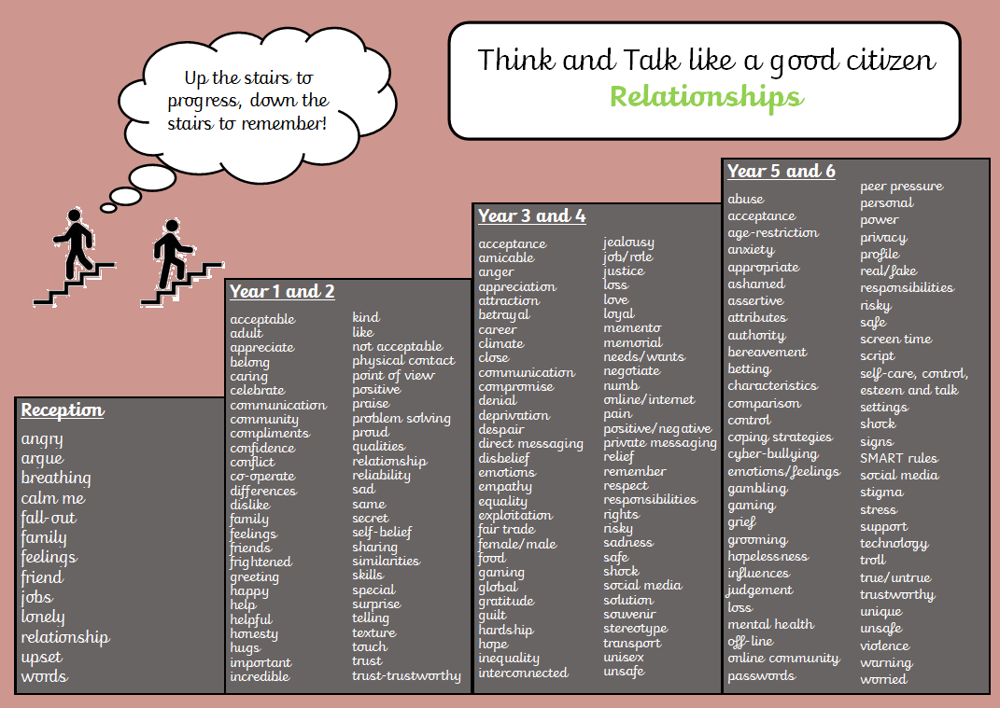 Up the stairs to
progress, down the
stairs to remember!
Think and Talk like a good citizen
Relationships
Reception
angry
argue
breathing
calm me
fall-out
family
feelings
friend
jobs
lonely
relationship
upset
words
Year 1 and 2
acceptable
adult
appreciate
belong
caring
celebrate
communication
community
compliments
confidence
conflict
co-operate
differences
dislike
family
feelings
friends
frightened
greeting
happy
help
helpful
honesty
hugs
important
incredible
kind
like
not acceptable
physical contact
point of view
positive
praise
problem solving
proud
qualities
relationship
reliability
sad
same
secret
self-belief
sharing
similarities
skills
special
surprise
telling
texture
touch
trust
trust-trustworthy
Year 3 and 4
acceptance
amicable
anger
appreciation
attraction
betrayal
career
climate
close
communication
compromise
denial
deprivation
despair
direct messaging
disbelief
emotions
empathy
equality
exploitation
fair trade
female/male
food
gaming
global
gratitude
guilt
hardship
hope
inequality
interconnected
jealousy
job/role
justice
loss
love
loyal
memento
memorial
needs/wants
negotiate
numb
online/internet
pain
positive/negative
private messaging
relief
remember
respect
responsibilities
rights
risky
sadness
safe
shock
social media
solution
souvenir
stereotype
transport
unisex
unsafe
Year 5 and 6
abuse
acceptance
age-restriction
anxiety
appropriate
ashamed
assertive
attributes
authority
bereavement
betting
characteristics
comparison
control
coping strategies
cyber-bullying
emotions/feelings
gambling
gaming
grief
grooming
hopelessness
influences
judgement
loss
mental health
off-line
online community
passwords
peer pressure
personal
power
privacy
profile
real/fake
responsibilities
risky
safe
screen time
script
self-care, control,
esteem and talk
settings
shock
signs
SMART rules
social media
stigma
stress
support
technology
troll
true/untrue
trustworthy
unique
unsafe
violence
warning
worried